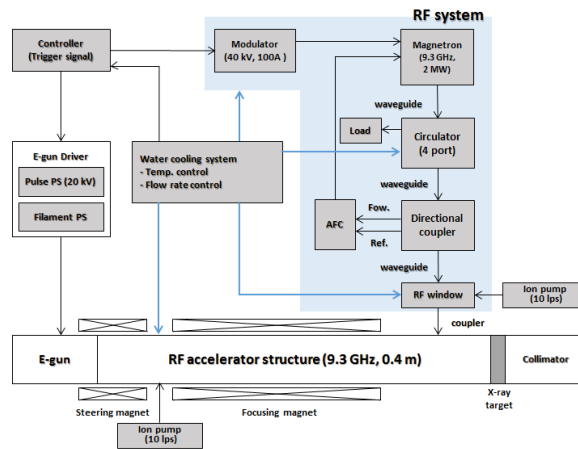 RF system
Controller
(Trigger signal)
Modulator
(40 kV, 100A )
Magnetron
(9.3 GHz,
2 MW)
waveguide
Load
Circulator
(4 port)
Water cooling system
- Temp. control
- Flow rate control
E-gun Driver
Pulse PS (20 kV)
Filament PS
waveguide
AFC
Fow.
Ref.
Directional
coupler
waveguide
RF window
Ion pump
(10 lps)
coupler
E-gun
RF accelerator structure (9.3 GHz, 0.4 m)
Collimator
X-ray
target
Steering magnet
Focusing magnet
Ion pump
(10 lps)